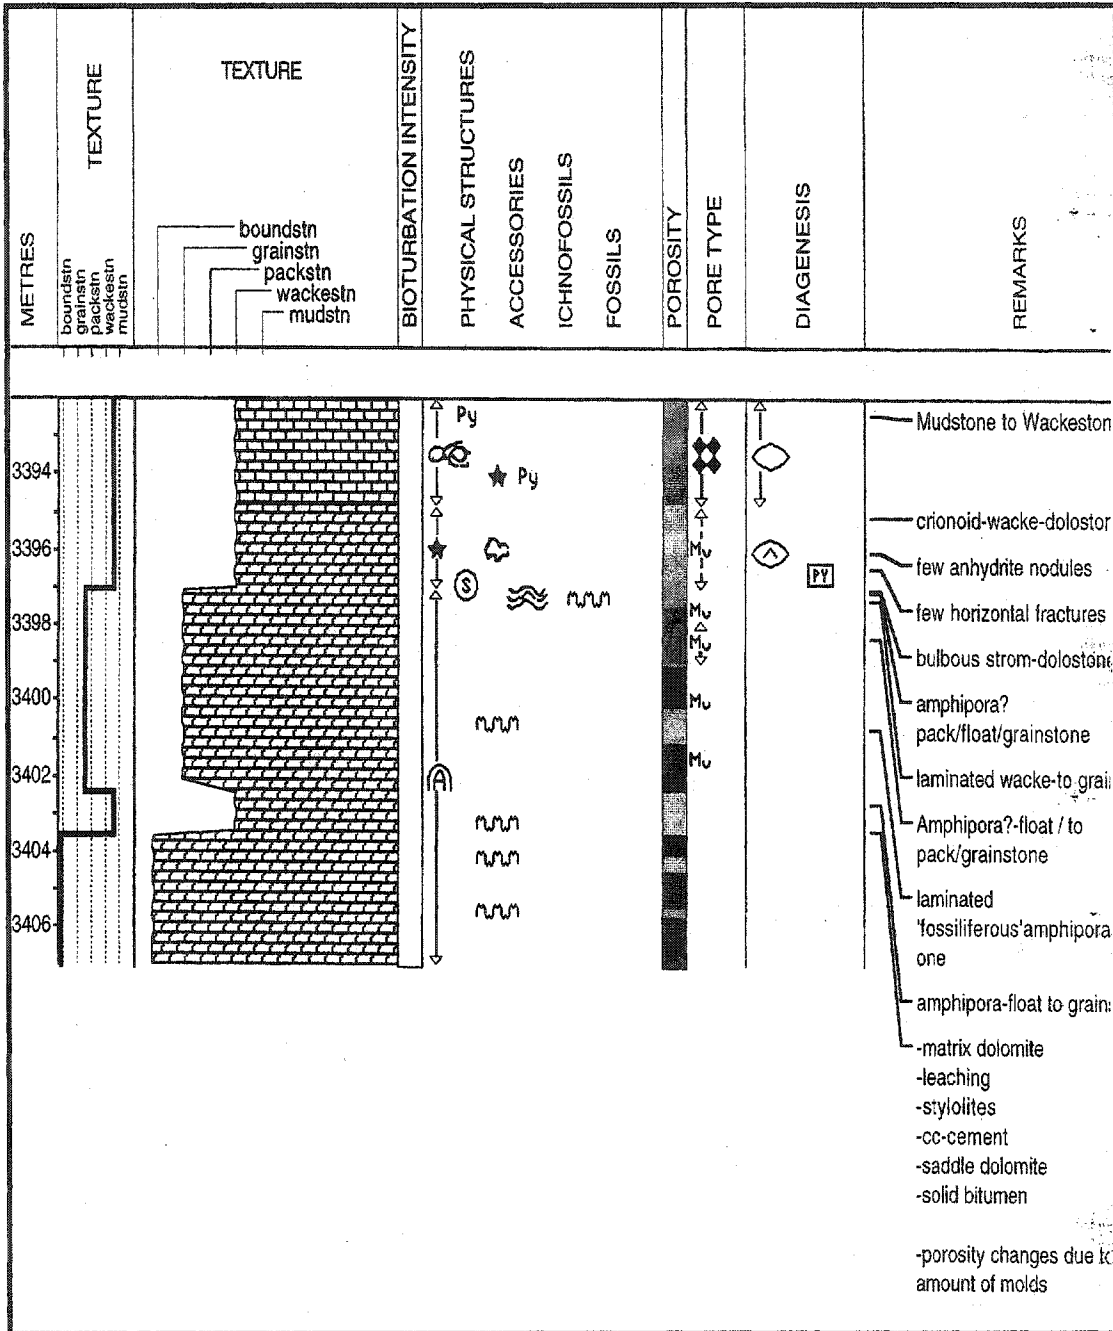 METRES
TEXTURE
boundstn
grainstn
packstn
wackestn
mudstn
TEXTURE
boundstn
grainstn
packstn
wackestn
mudstn
BIOTURBATION INTENSITY
PHYSICAL STRUCTURES
ACCESSORIES
ICHNOFOSSILS
FOSSILS
POROSITY
PORE TYPE
DIAGENESIS
REMARKS
3394
3396
3398
3400
3402
3404
3406
Py
Py
S
A
Mv
Mv
Mv
Mv
Mv
PY
Mudstone to Wackeston
crionoid-wacke-dolostor
few anhydrite nodules
few horizontal fractures
bulbous strom-dolostone
amphipora?
pack/float/grainstone
laminated wacke-to grai
Amphipora?-float / to
pack/grainstone
laminated
'fossiliferous'amphipora
one
amphipora-float to grain
-matrix dolomite
-leaching
-stylolites
-cc-cement
-saddle dolomite
-solid bitumen
-porosity changes due
amount of molds